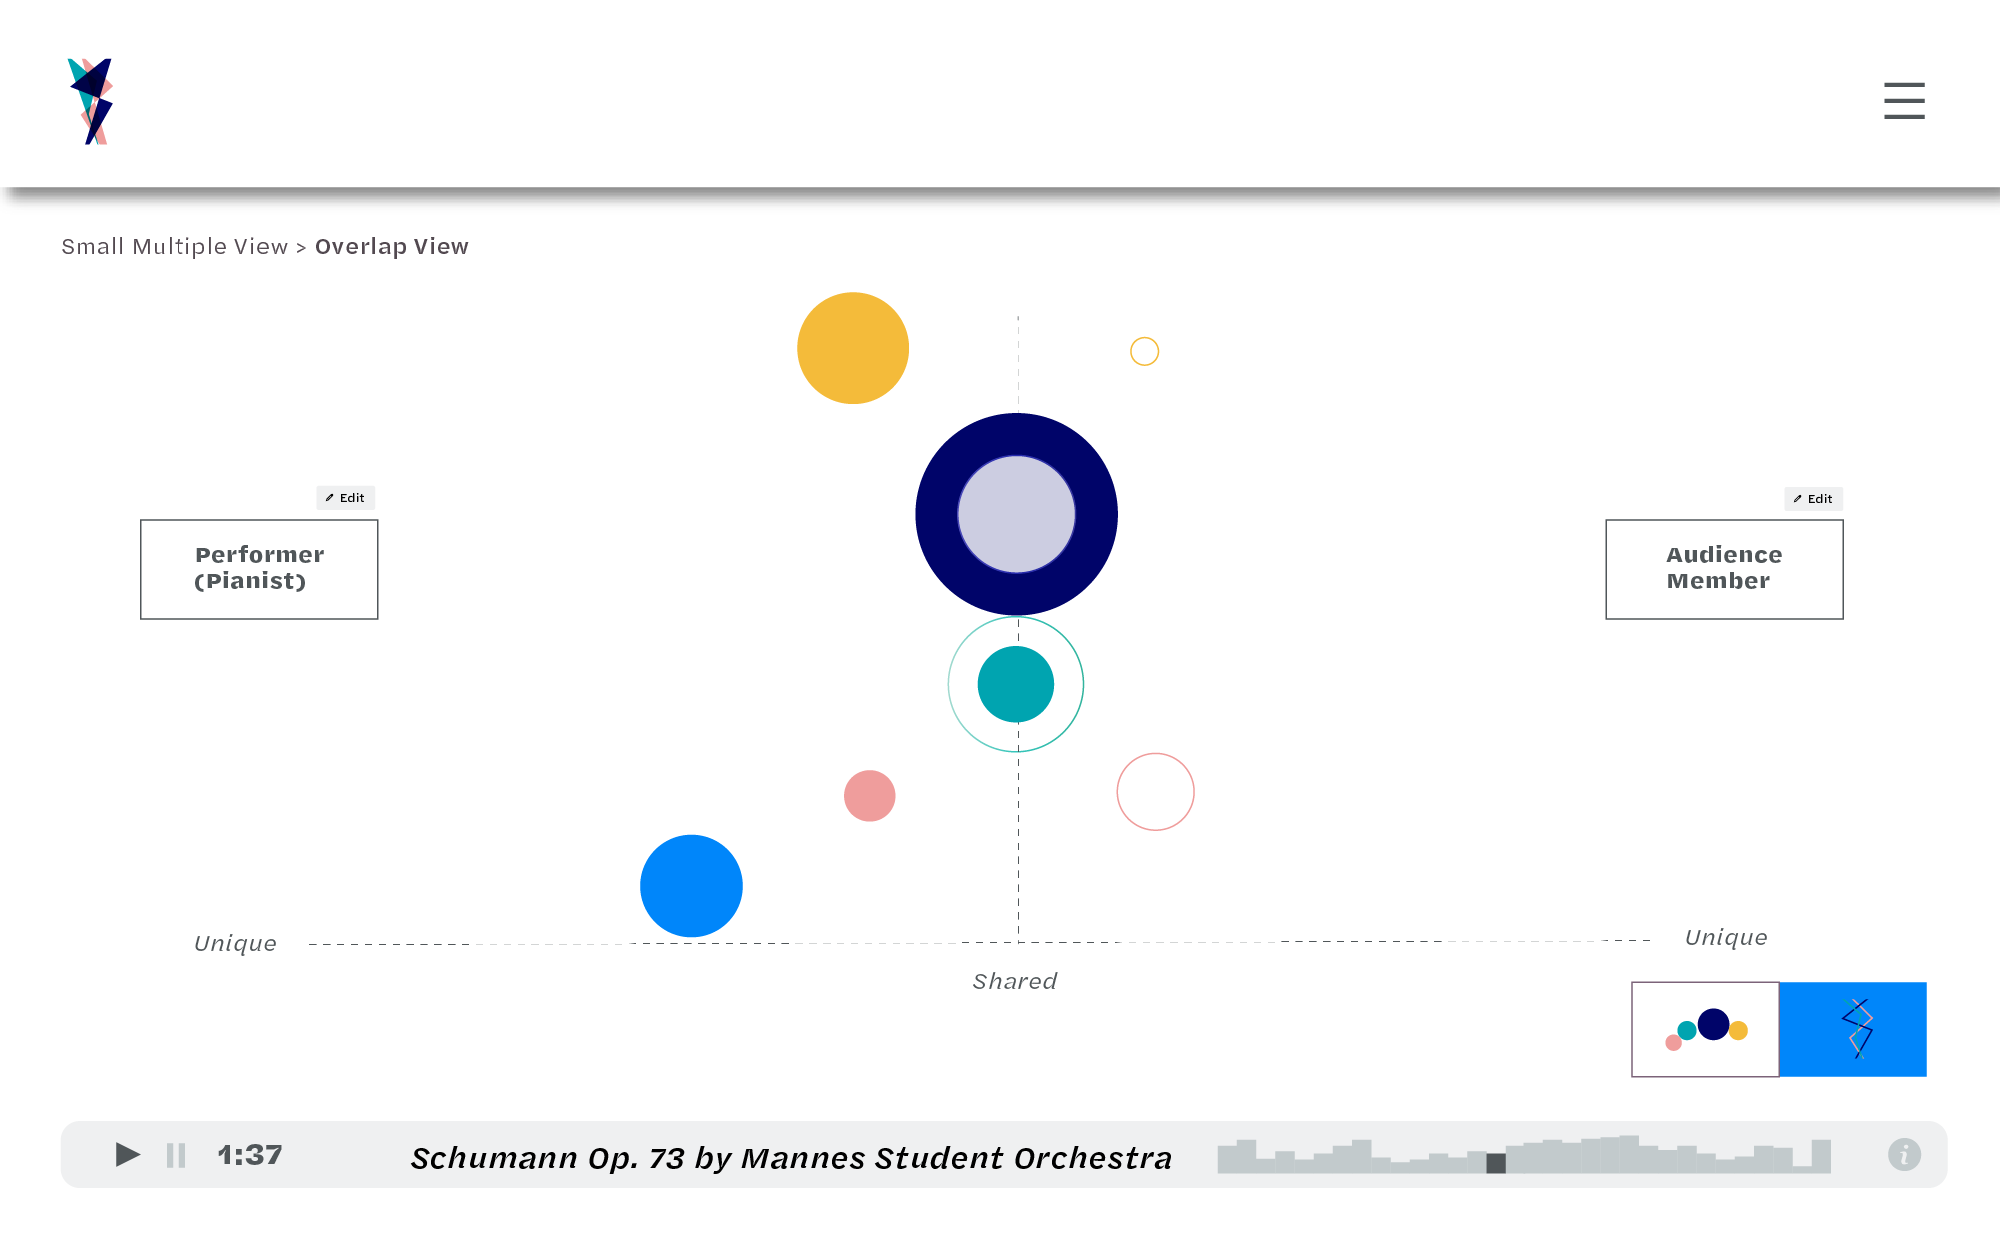 Small Multiple View > Overlap View
Edit
Performer
(Pianist)
Edit
Audience
Member
Unique
Unique
Shared
1:37
Schumann Op. 73 by Mannes Student Orchestra
i